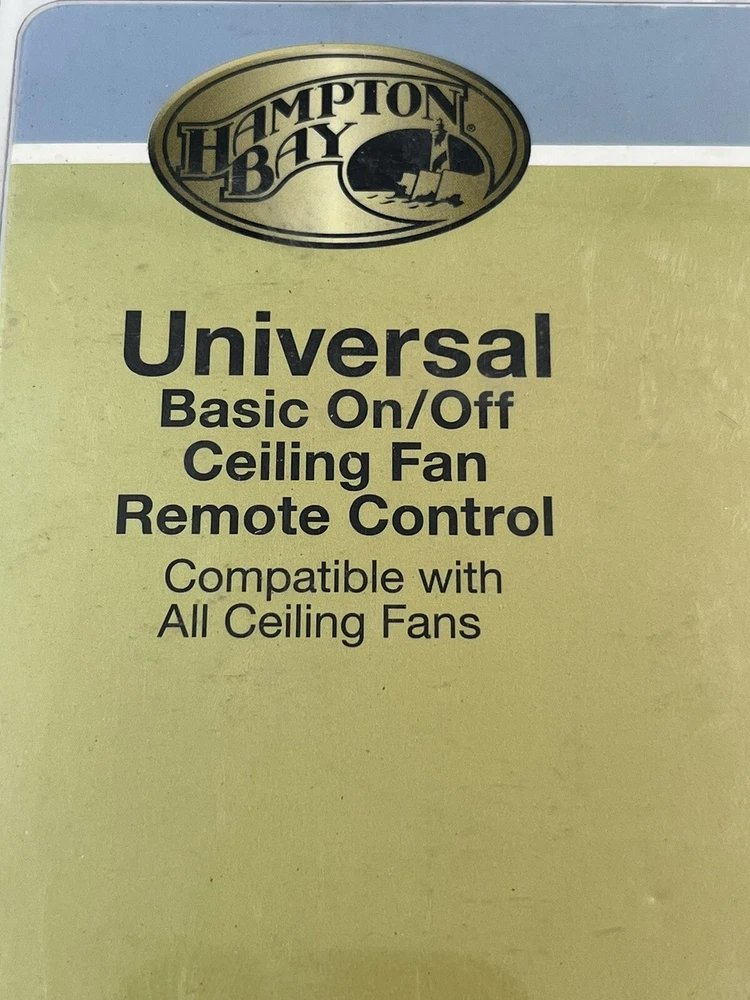 HAMPTON
BAY®
Universal
Basic On/Off
Ceiling Fan
Remote Control
Compatible with
All Ceiling Fans